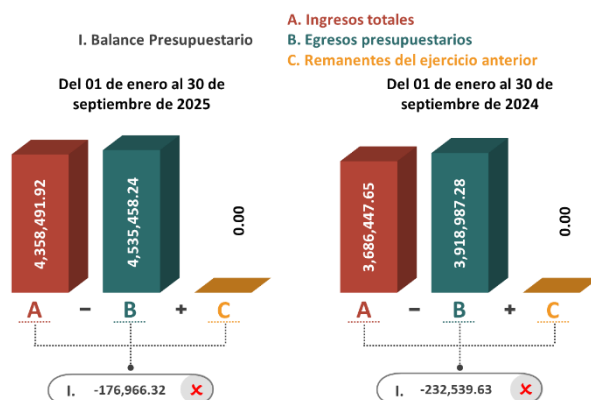 A. Ingresos totales
I. Balance Presupuestario
B. Egresos presupuestarios
C. Remanentes del ejercicio anterior
Del 01 de enero al 30 de
septiembre de 2025
Del 01 de enero al 30 de
septiembre de 2024
4,358,491.92
4,535,458.24
0.00
3,686,447.65
3,918,987.28
0.00
A – B + C
A – B + C
I. -176,966.32 ✘
I. -232,539.63 ✘